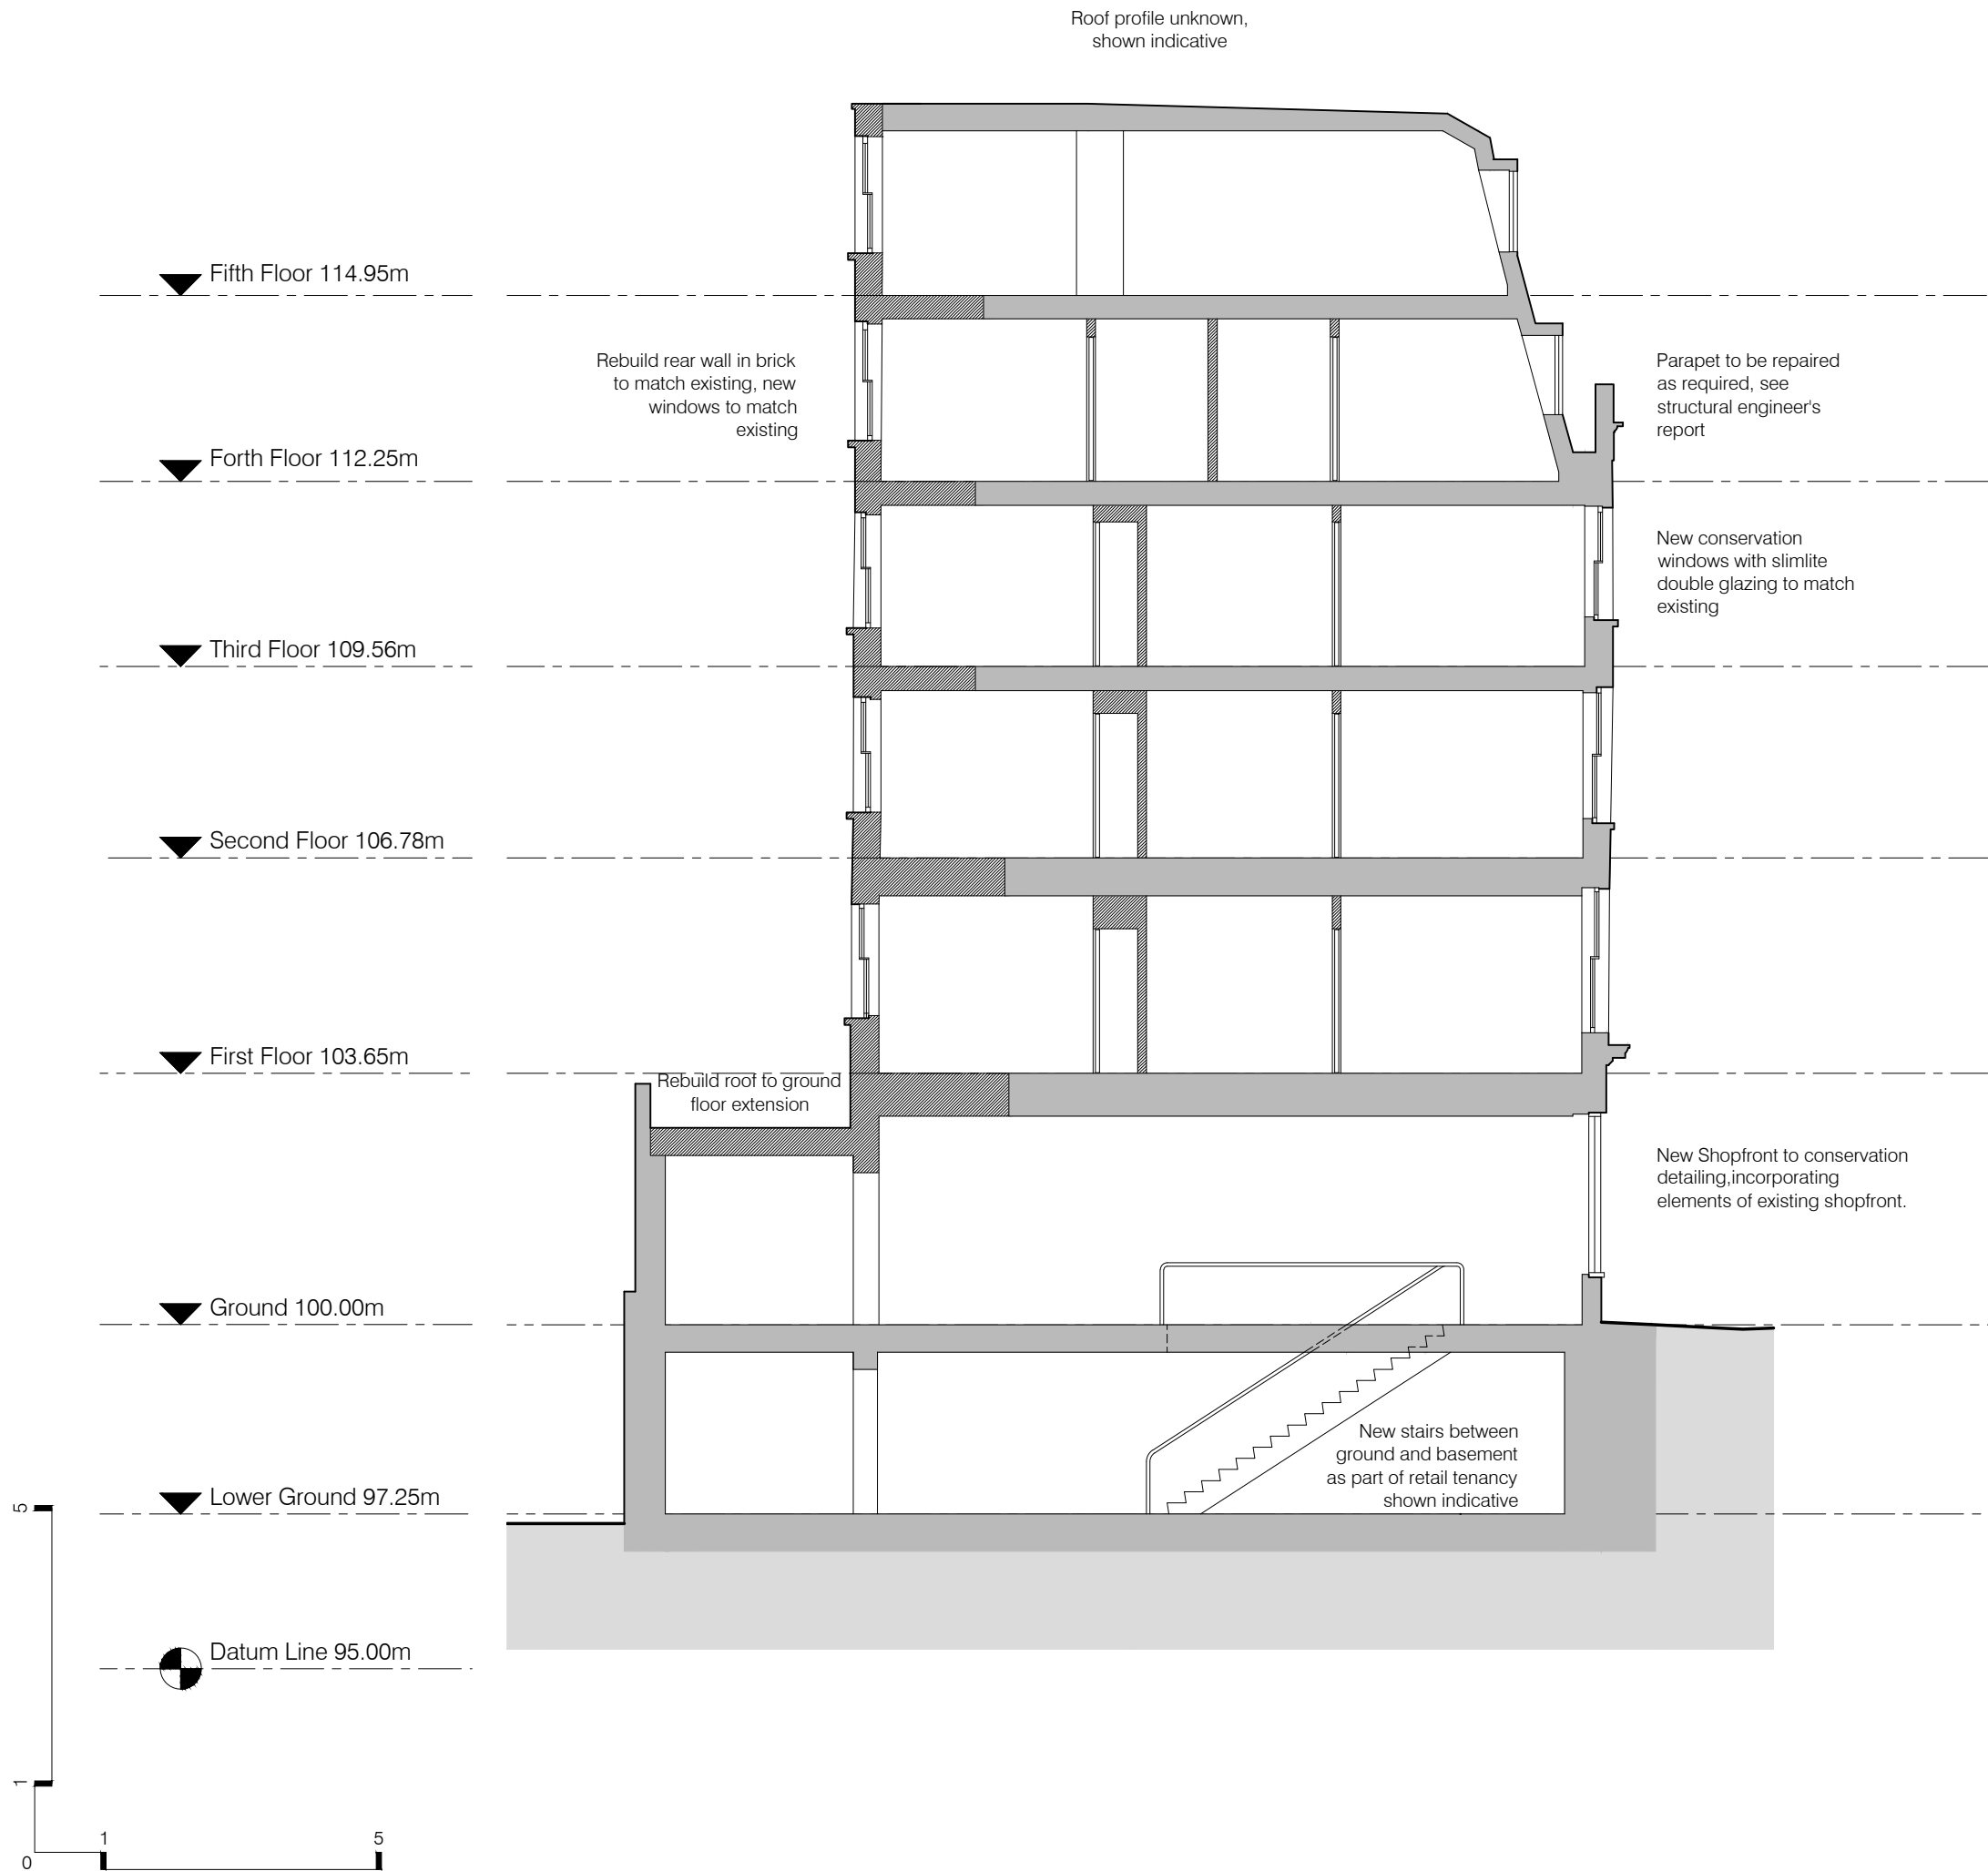 Roof profile unknown,
shown indicative
Fifth Floor 114.95m
Rebuild rear wall in brick
to match existing, new
windows to match
existing
Parapet to be repaired
as required, see
structural engineer's
report
Forth Floor 112.25m
New conservation
windows with slimlite
double glazing to match
existing
Third Floor 109.56m
Second Floor 106.78m
First Floor 103.65m
Rebuild roof to ground
floor extension
New Shopfront to conservation
detailing,incorporating
elements of existing shopfront.
Ground 100.00m
New stairs between
ground and basement
as part of retail tenancy
shown indicative
Lower Ground 97.25m
Datum Line 95.00m
5
1
0
1
5